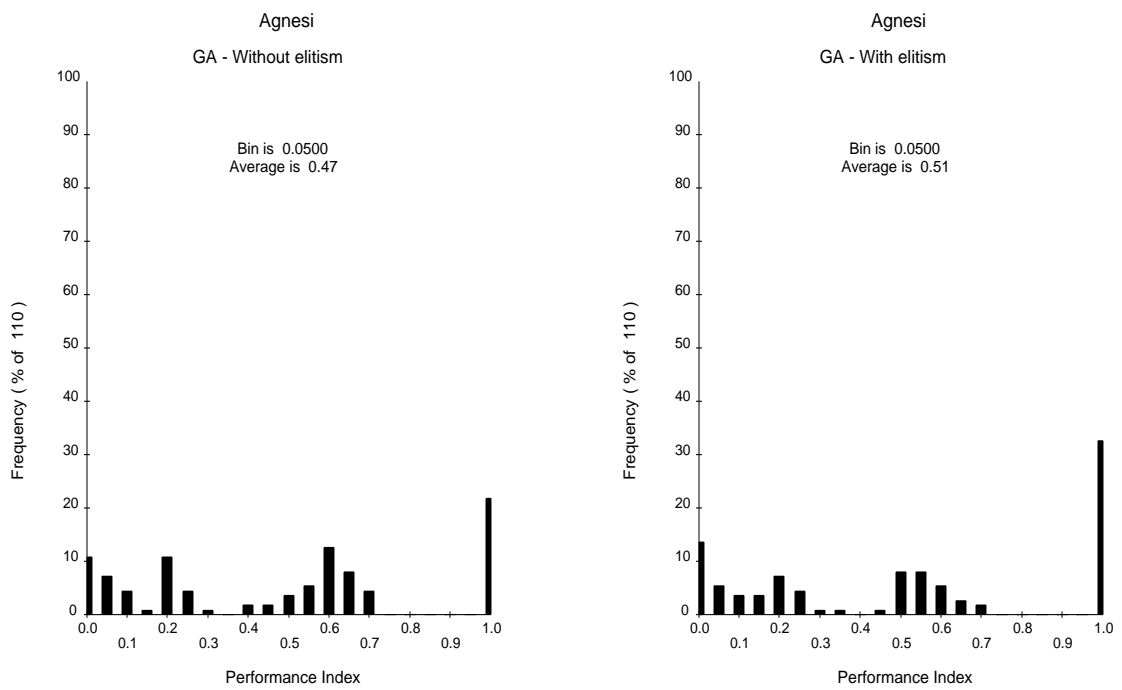 Agnesi
GA - Without elitism
100
90
80
70
60
50
40
30
20
10
0
Bin is 0.0500
Average is 0.47
Frequency ( % of 110 )
0.0 0.2 0.4 0.6 0.8 1.0
0.1 0.3 0.5 0.7 0.9
Performance Index
Agnesi
GA - With elitism
100
90
80
70
60
50
40
30
20
10
0
Bin is 0.0500
Average is 0.51
Frequency ( % of 110 )
0.0 0.2 0.4 0.6 0.8 1.0
0.1 0.3 0.5 0.7 0.9
Performance Index